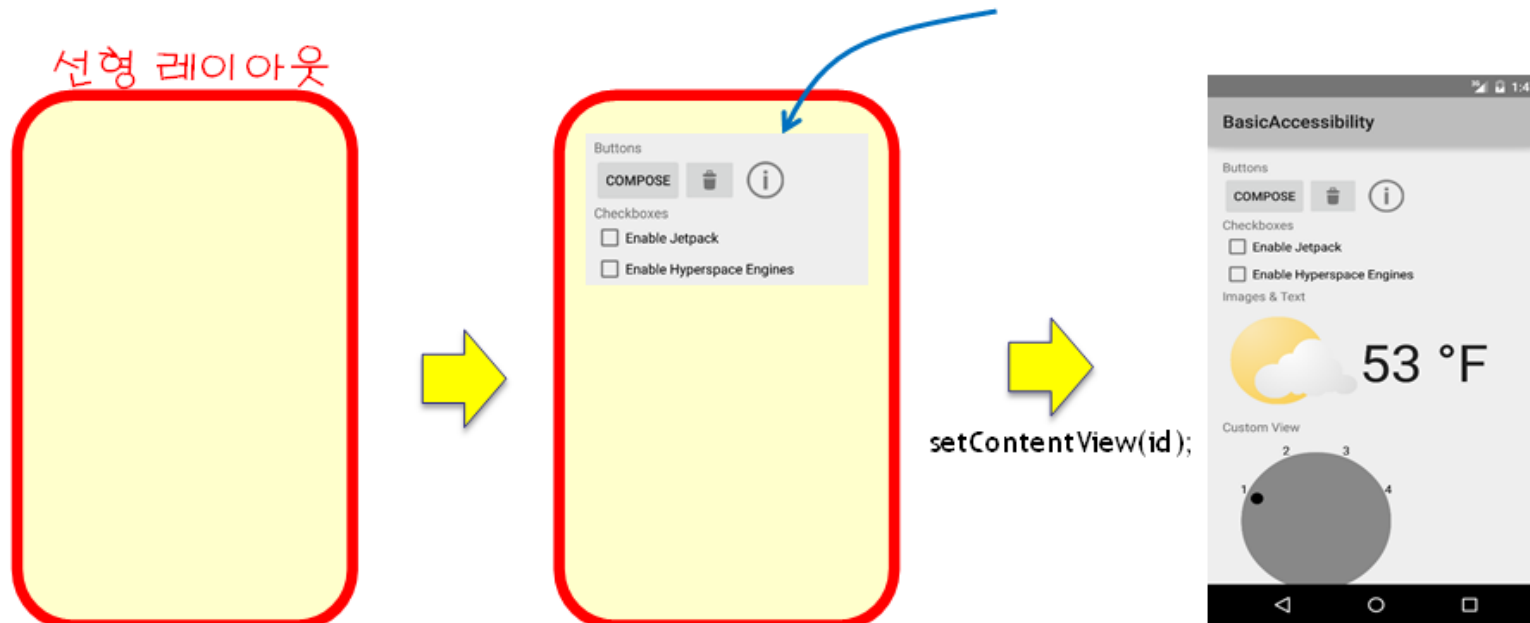 선형 레이아웃
Buttons
COMPOSE
Checkboxes
Enable Jetpack
Enable Hyperspace Engines
setContentView(id);
3G 1:4
BasicAccessibility
Buttons
COMPOSE
Checkboxes
Enable Jetpack
Enable Hyperspace Engines
Images & Text
53 °F
Custom View
2 3
1 4